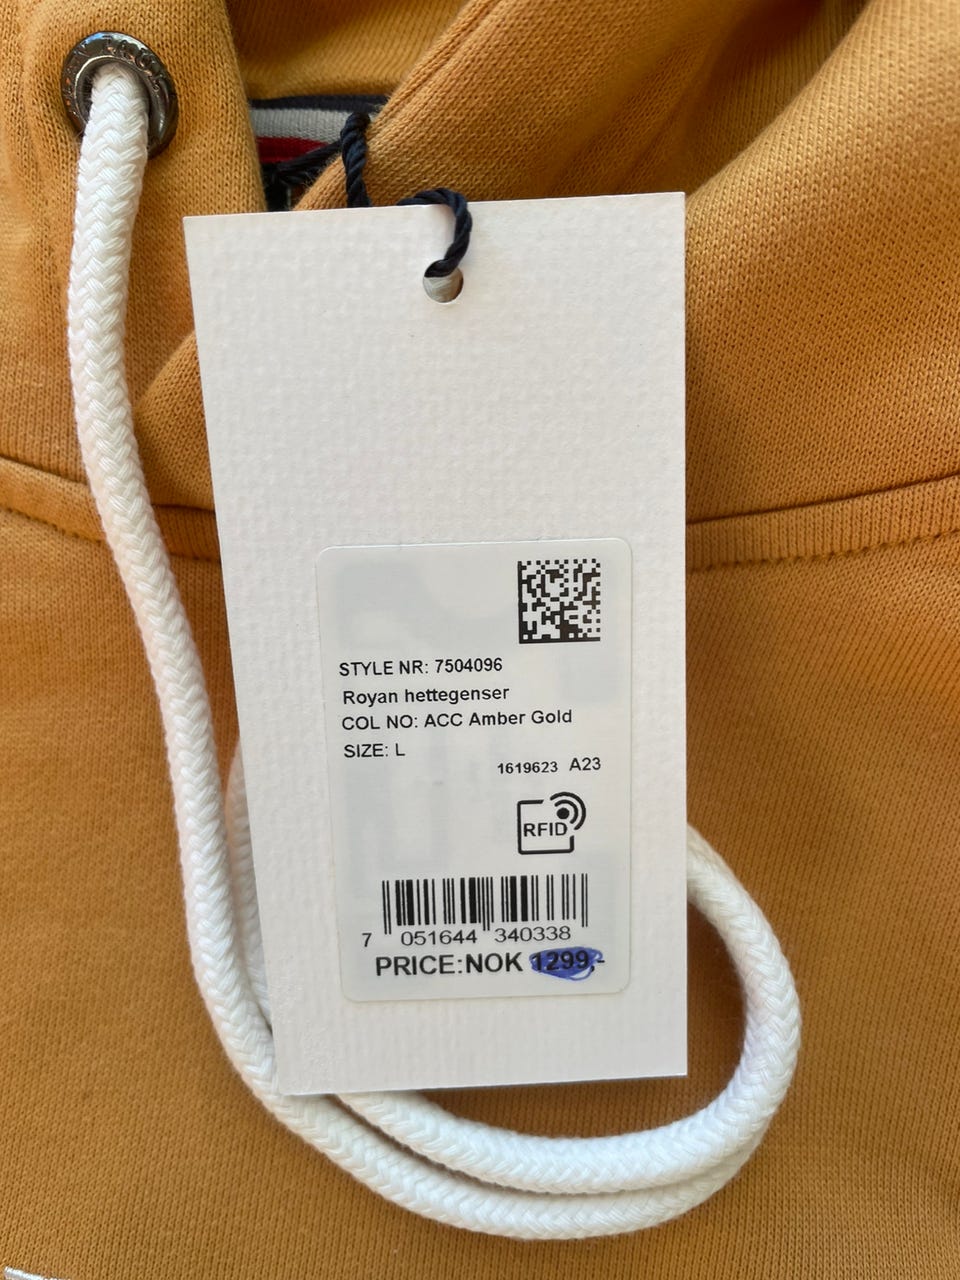 STYLE NR: 7504096
Royan hettegenser
COL NO: ACC Amber Gold
SIZE: L
1619623 A23
RFID
7 051644 340338
PRICE:NOK 1299,-